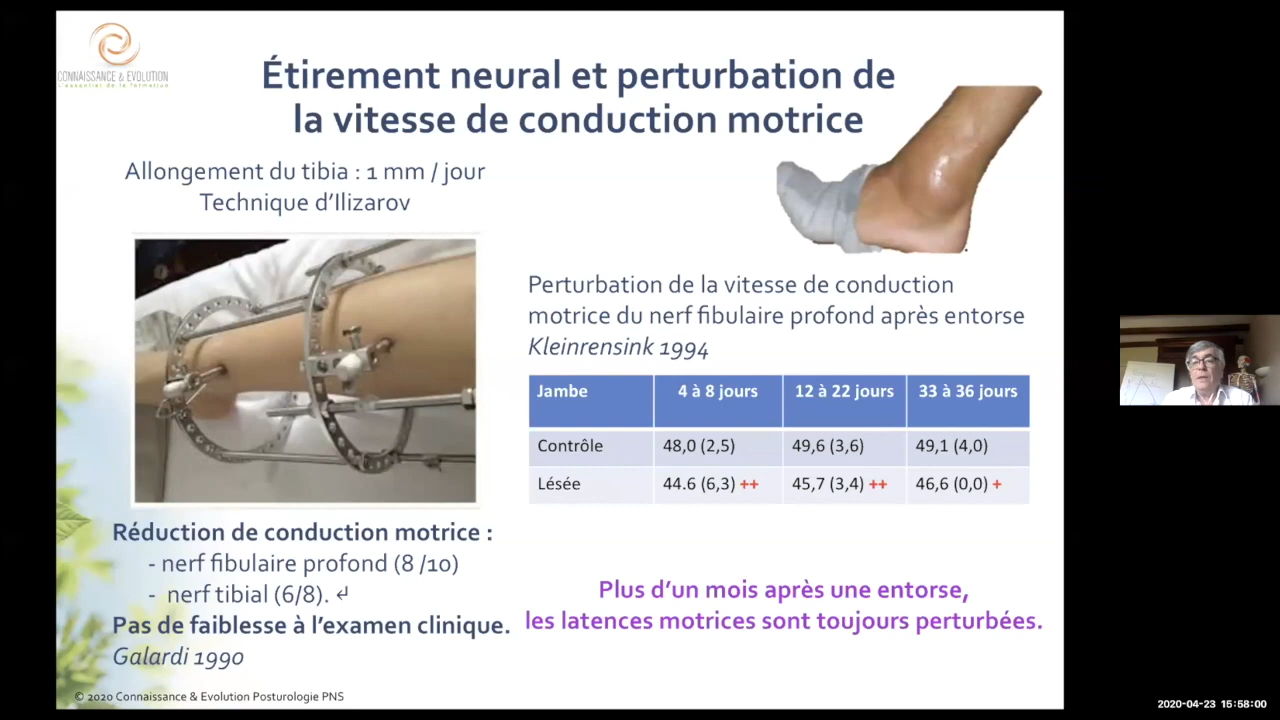 CONNAISSANCE & EVOLUTION
L'essentiel de la formation
Étirement neural et perturbation de
la vitesse de conduction motrice
Allongement du tibia : 1 mm / jour
Technique d'Ilizarov
Perturbation de la vitesse de conduction
motrice du nerf fibulaire profond après entorse
Kleinrensink 1994
Jambe 4 à 8 jours 12 à 22 jours 33 à 36 jours
Contrôle 48,0 (2,5) 49,6 (3,6) 49,1 (4,0)
Lésée 44.6 (6,3) ++ 45,7 (3,4) ++ 46,6 (0,0) +
Réduction de conduction motrice :
- nerf fibulaire profond (8 /10)
- nerf tibial (6/8). ↵
Pas de faiblesse à l'examen clinique.
Galardi 1990
Plus d'un mois après une entorse,
les latences motrices sont toujours perturbées.
© 2020 Connaissance & Evolution Posturologie PNS
2020-04-23 15:58:00